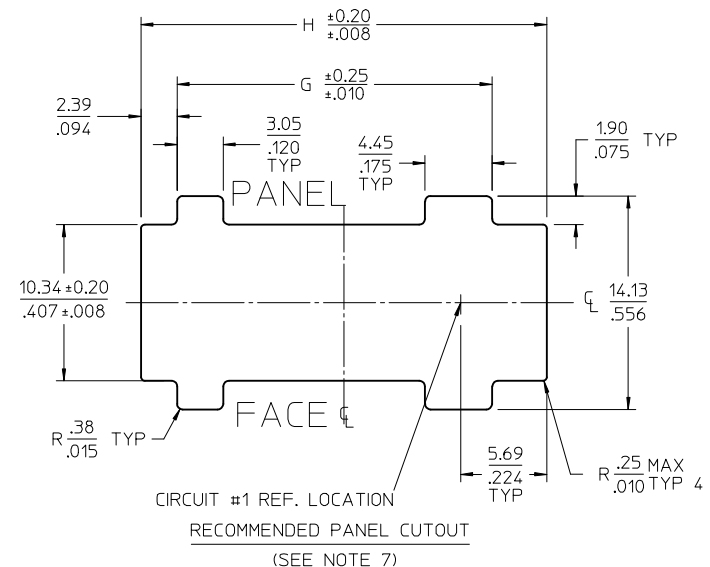 H ±0.20
±.008
G ±0.25
±.010
2.39
.094
3.05
.120
TYP
4.45
.175
TYP
1.90
.075 TYP
PANEL
10.34 ±0.20
.407 ±.008
℄ 14.13
.556
FACE ℄
R .38
.015 TYP
5.69
.224
TYP
R .25 MAX
.010 TYP 4
CIRCUIT #1 REF. LOCATION
RECOMMENDED PANEL CUTOUT
(SEE NOTE 7)